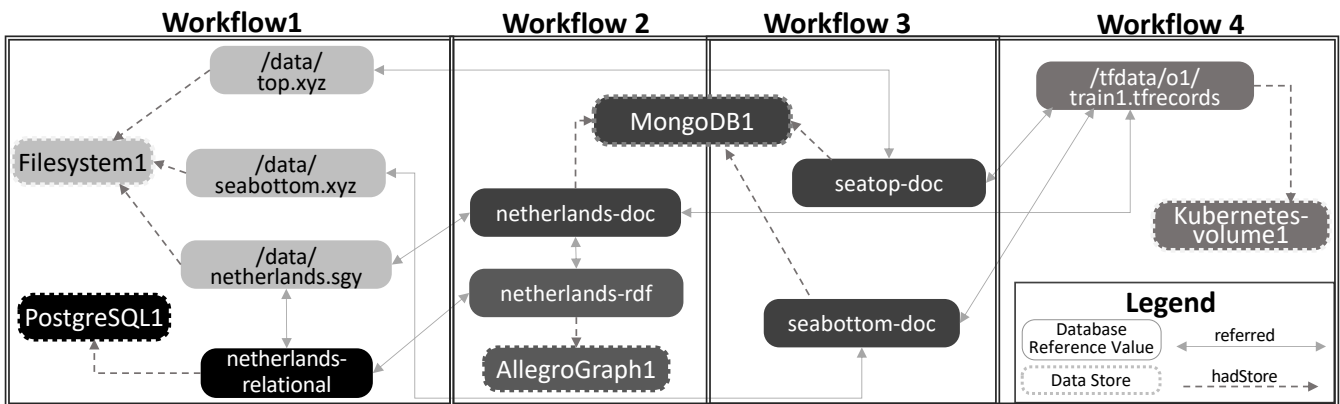 Workflow1
Workflow 2
Workflow 3
Workflow 4
/data/
top.xyz
Filesystem1
/data/
seabottom.xyz
/data/
netherlands.sgy
PostgreSQL1
netherlands-
relational
MongoDB1
netherlands-doc
netherlands-rdf
AllegroGraph1
seatop-doc
seabottom-doc
/tfdata/o1/
train1.tfrecords
Kubernetes-
volume1
Legend
Database
Reference Value
referred
Data Store
hadStore